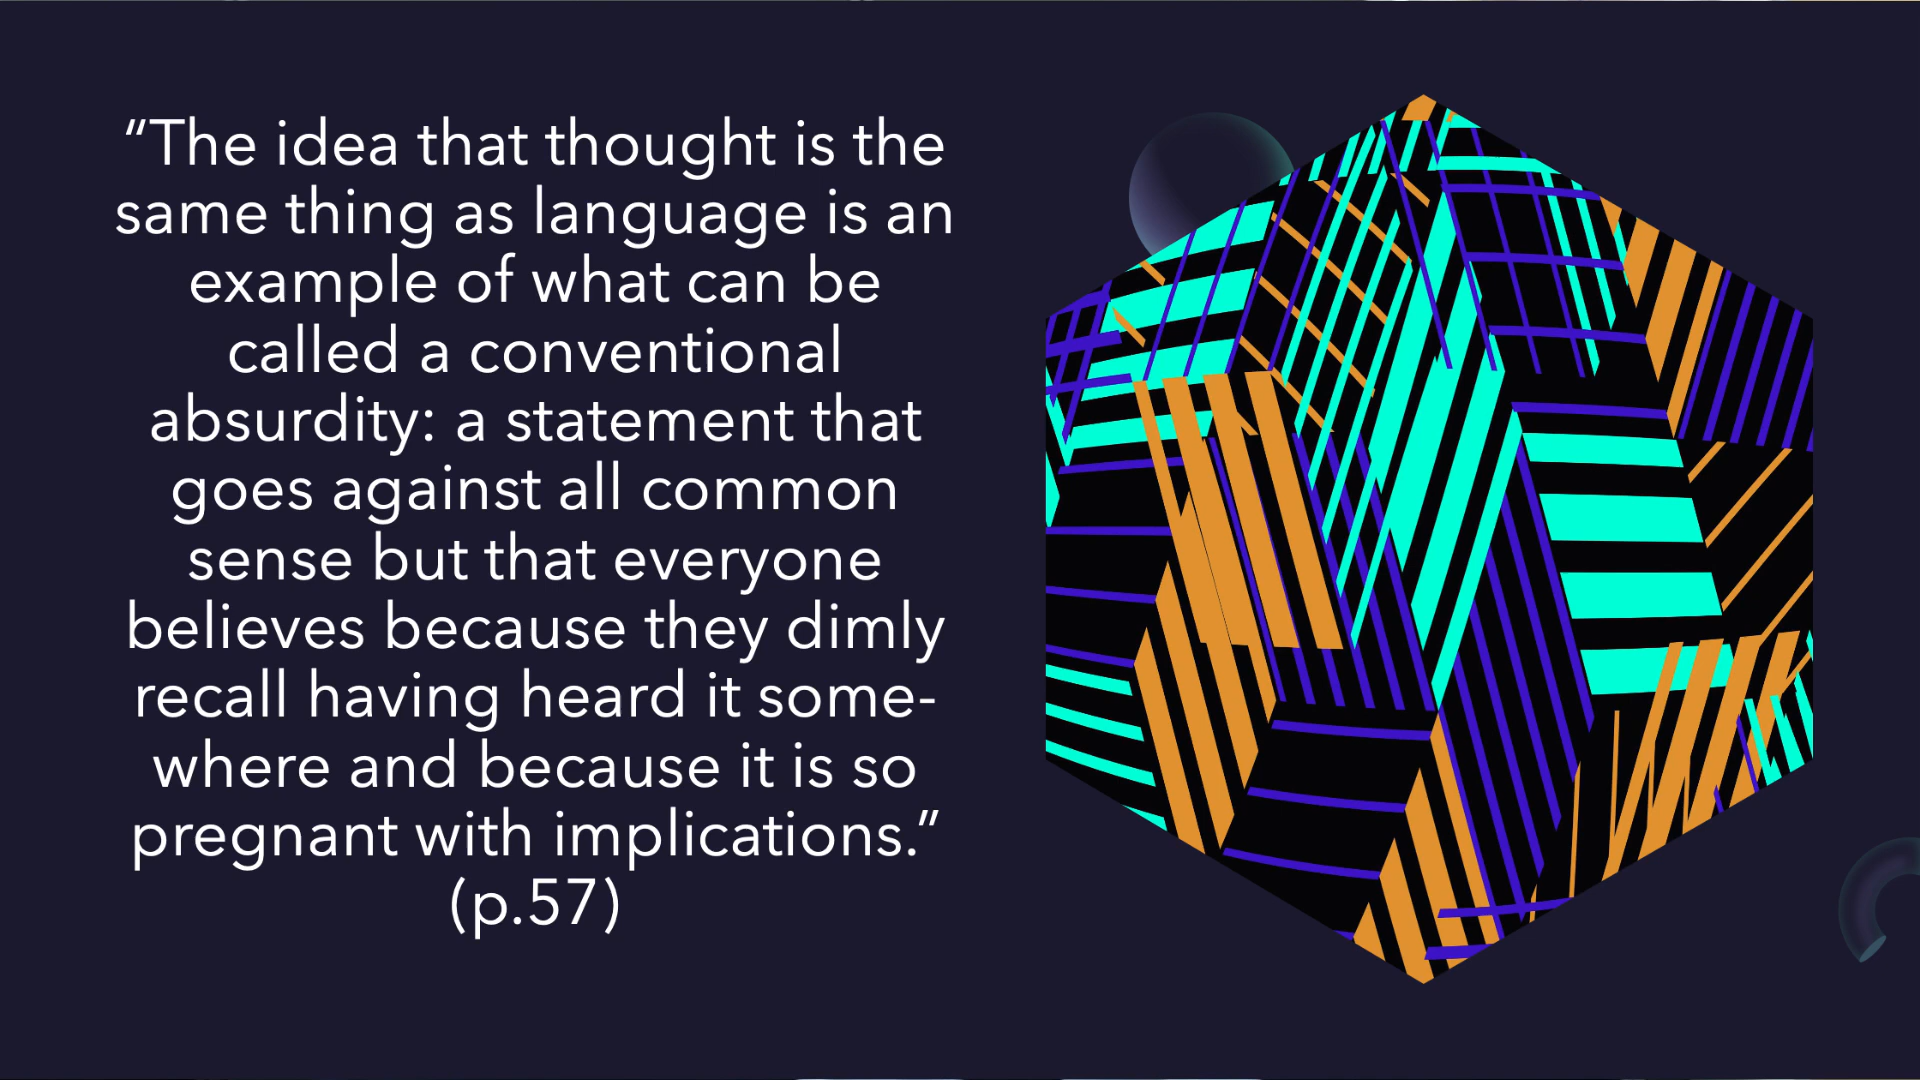 “The idea that thought is the
same thing as language is an
example of what can be
called a conventional
absurdity: a statement that
goes against all common
sense but that everyone
believes because they dimly
recall having heard it some-
where and because it is so
pregnant with implications.”
(p.57)